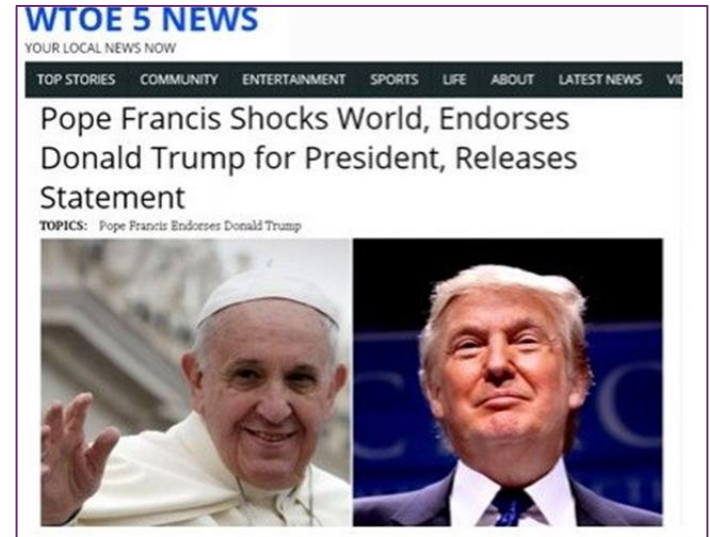 WTOE 5 NEWS
YOUR LOCAL NEWS NOW
TOP STORIES COMMUNITY ENTERTAINMENT SPORTS LIFE ABOUT LATEST NEWS
Pope Francis Shocks World, Endorses
Donald Trump for President, Releases
Statement
TOPICS: Pope Francis Endorses Donald Trump